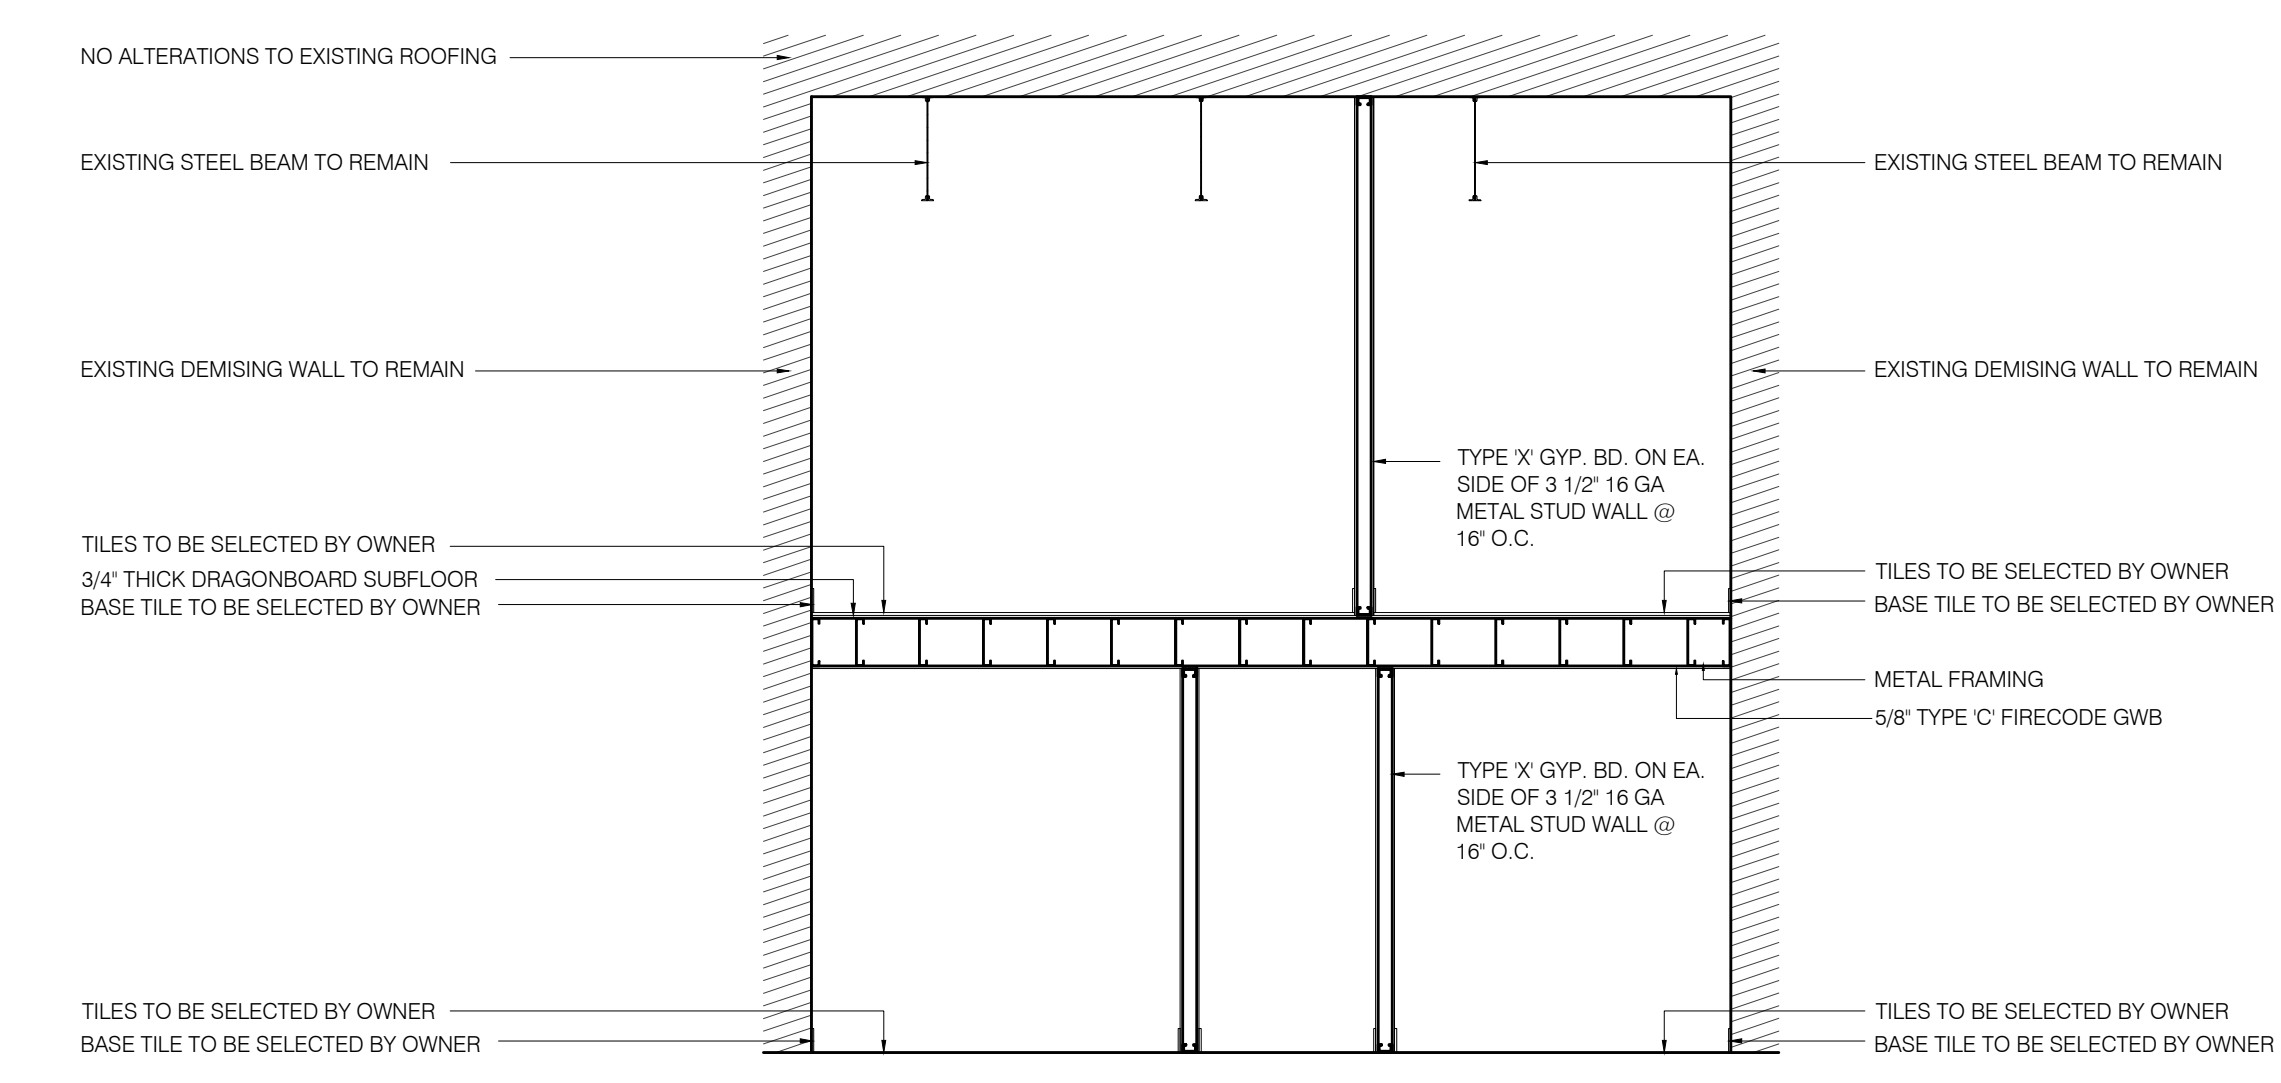 NO ALTERATIONS TO EXISTING ROOFING
EXISTING STEEL BEAM TO REMAIN
EXISTING STEEL BEAM TO REMAIN
EXISTING DEMISING WALL TO REMAIN
EXISTING DEMISING WALL TO REMAIN
TYPE 'X' GYP. BD. ON EA.
SIDE OF 3 1/2" 16 GA
METAL STUD WALL @
16" O.C.
TILES TO BE SELECTED BY OWNER
3/4" THICK DRAGONBOARD SUBFLOOR
BASE TILE TO BE SELECTED BY OWNER
TILES TO BE SELECTED BY OWNER
BASE TILE TO BE SELECTED BY OWNER
METAL FRAMING
5/8" TYPE 'C' FIRECODE GWB
TYPE 'X' GYP. BD. ON EA.
SIDE OF 3 1/2" 16 GA
METAL STUD WALL @
16" O.C.
TILES TO BE SELECTED BY OWNER
BASE TILE TO BE SELECTED BY OWNER
TILES TO BE SELECTED BY OWNER
BASE TILE TO BE SELECTED BY OWNER